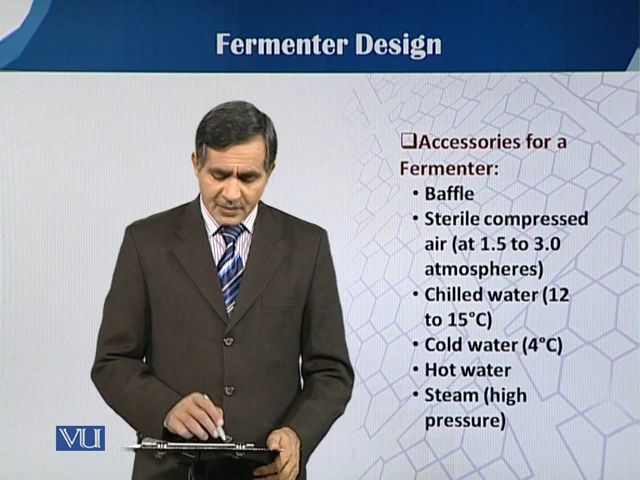 Fermenter Design
❑Accessories for a
Fermenter:
• Baffle
• Sterile compressed
air (at 1.5 to 3.0
atmospheres)
• Chilled water (12
to 15°C)
• Cold water (4°C)
• Hot water
• Steam (high
pressure)
VU